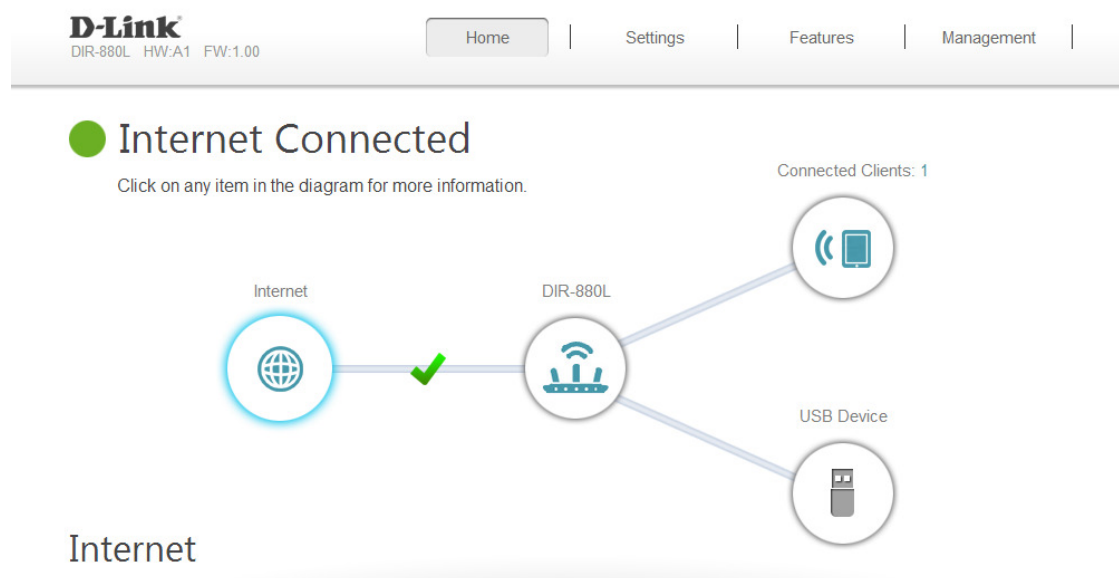 D-Link
DIR-880L HW:A1 FW:1.00
Home
Settings
Features
Management
Internet Connected
Click on any item in the diagram for more information.
Connected Clients: 1
Internet
DIR-880L
USB Device
Internet